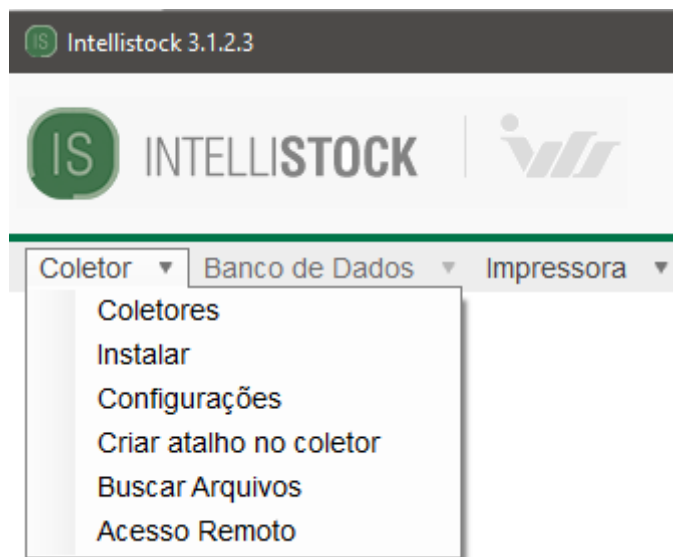 IS Intellistock 3.1.2.3
IS INTELLISTOCK
Coletor Banco de Dados Impressora
Coletores
Instalar
Configurações
Criar atalho no coletor
Buscar Arquivos
Acesso Remoto